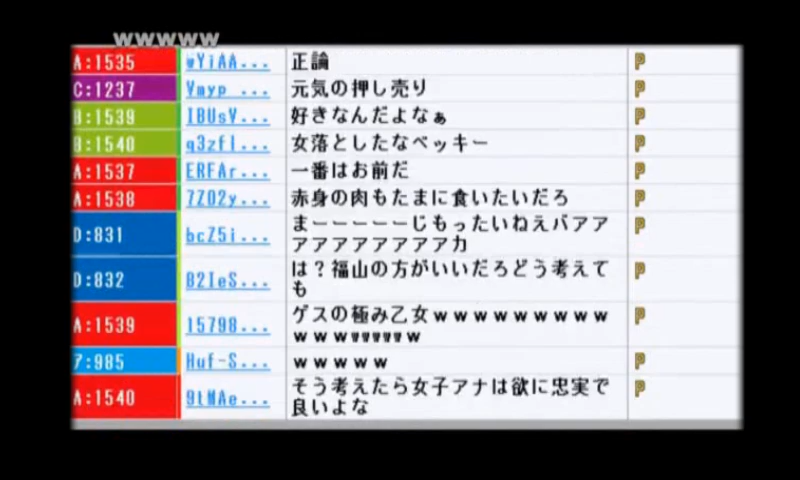 wwwww
A:1535 wYiAA... 正論 P
C:1237 Vmyp_... 元気の押し売り P
B:1539 IBUsV... 好きなんだよなぁ P
B:1540 q3zfl... 女落としたなベッキー P
A:1537 ERFAr... 一番はお前だ P
A:1538 7Z02y... 赤身の肉もたまに食いたいだろ P
D:831 bcZ5i... まーーーーーじもったいねえバアア P
アアアアアアアアアカ
D:832 82IeS... は？福山の方がいいだろどう考えて P
も
A:1539 15798... ゲスの極み乙女ｗｗｗｗｗｗｗｗｗ P
ｗｗwwwwwwｗ
ア:985 Huf-S... ｗｗｗｗｗ P
A:1540 9tMAe... そう考えたら女子アナは欲に忠実で P
良いよな